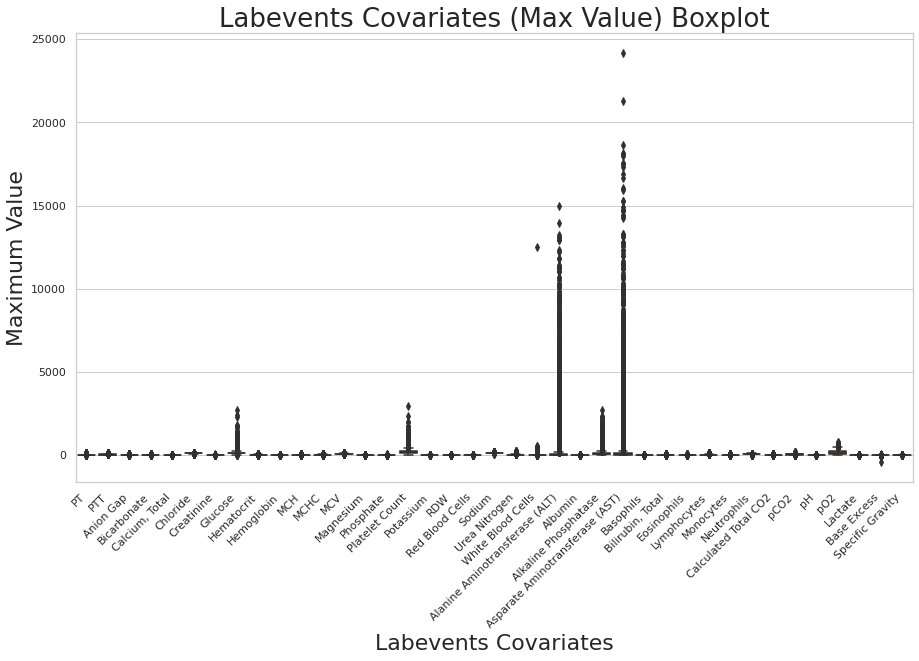 Labevents Covariates (Max Value) Boxplot
Maximum Value
25000
20000
15000
10000
5000
0
PT
PTT
Anion Gap
Bicarbonate
Calcium, Total
Chloride
Creatinine
Glucose
Hematocrit
Hemoglobin
MCH
MCHC
MCV
Magnesium
Phosphate
Platelet Count
Potassium
RDW
Red Blood Cells
Sodium
Urea Nitrogen
White Blood Cells
Alanine Aminotransferase (ALT)
Albumin
Alkaline Phosphatase
Asparate Aminotransferase (AST)
Basophils
Bilirubin, Total
Eosinophils
Lymphocytes
Monocytes
Neutrophils
Calculated Total CO2
pCO2
pH
pO2
Lactate
Base Excess
Specific Gravity
Labevents Covariates